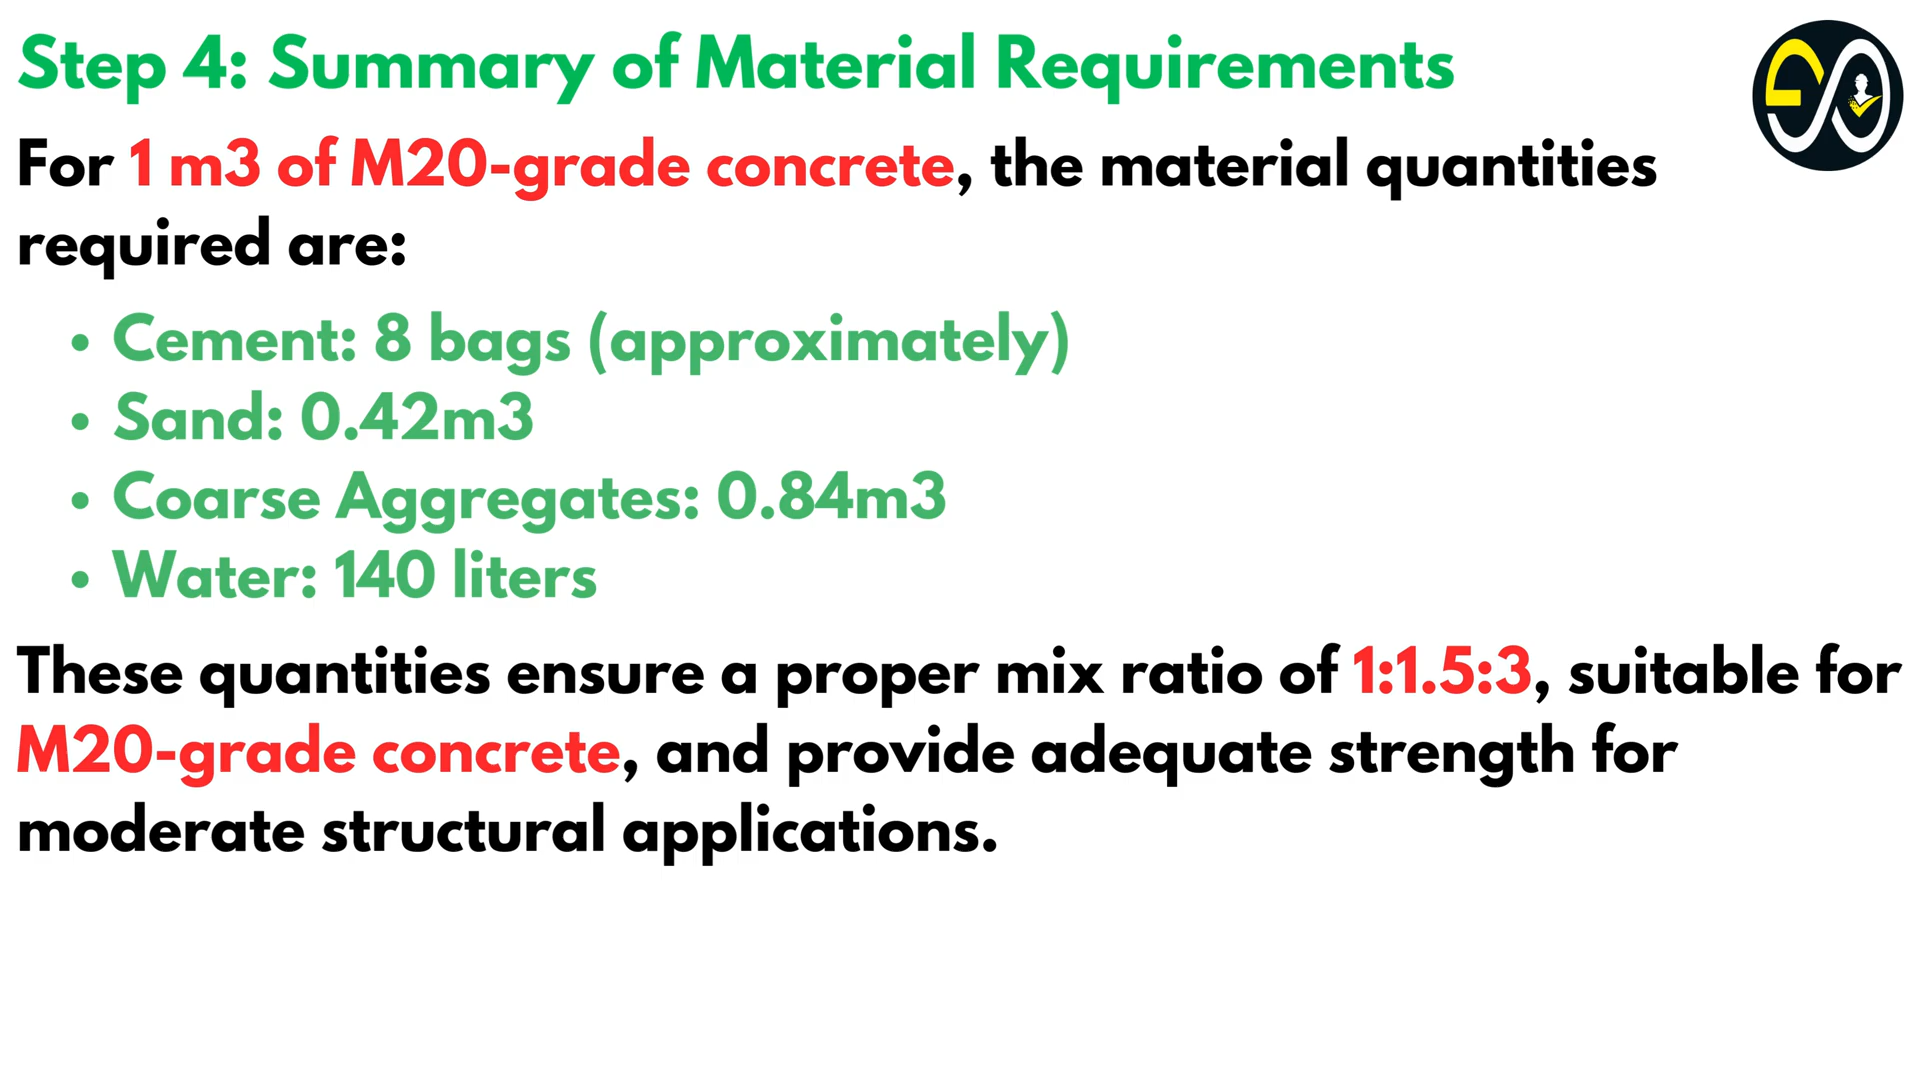 Step 4: Summary of Material Requirements
For 1 m3 of M20-grade concrete, the material quantities
required are:
• Cement: 8 bags (approximately)
• Sand: 0.42m3
• Coarse Aggregates: 0.84m3
• Water: 140 liters
These quantities ensure a proper mix ratio of 1:1.5:3, suitable for
M20-grade concrete, and provide adequate strength for
moderate structural applications.